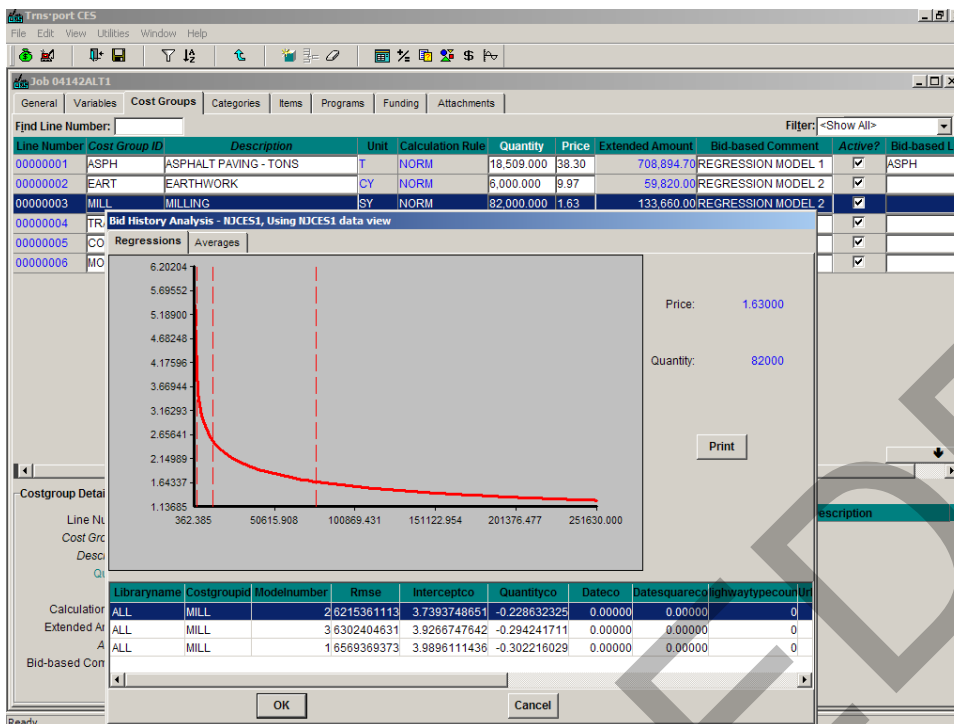 Trns·port CES
File Edit View Utilities Window Help
Job 04142ALT1
General Variables Cost Groups Categories Items Programs Funding Attachments
Find Line Number: Filter: <Show All>
Line Number Cost Group ID Description Unit Calculation Rule Quantity Price Extended Amount Bid-based Comment Active? Bid-based L
00000001 ASPH ASPHALT PAVING - TONS T NORM 18,509.000 38.30 708,894.70 REGRESSION MODEL 1 ASPH
00000002 EART EARTHWORK CY NORM 6,000.000 9.97 59,820.00 REGRESSION MODEL 2
00000003 MILL MILLING SY NORM 82,000.000 1.63 133,660.00 REGRESSION MODEL 2
00000004 TR
00000005 CO
00000006 MO
Bid History Analysis - NJCES1, Using NJCES1 data view
Regressions Averages
6.20204
5.69552
5.18900
4.68248
4.17596
3.66944
3.16293
2.65641
2.14989
1.64337
1.13685
362.385 50615.908 100869.431 151122.954 201376.477 251630.000
Price: 1.63000
Quantity: 82000
Print
Costgroup Detai
Line Nu
Cost Gro
Desc
Qu
Calculation
Extended A
A
Bid-based Com
escription
Libraryname Costgroupid Modelnumber Rmse Interceptco Quantityco Dateco Datesquareco lighwaytypecoun Url
ALL MILL 2 6215361113 3.7393748651 -0.228632325 0.00000 0.00000 0
ALL MILL 3 6302404631 3.9266747642 -0.294241711 0.00000 0.00000 0
ALL MILL 1 6569369373 3.9896111436 -0.302216029 0.00000 0.00000 0
OK Cancel
Ready